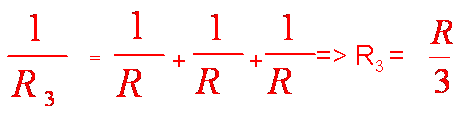 1/R₃ = 1/R + 1/R + 1/R => R₃ = R/3